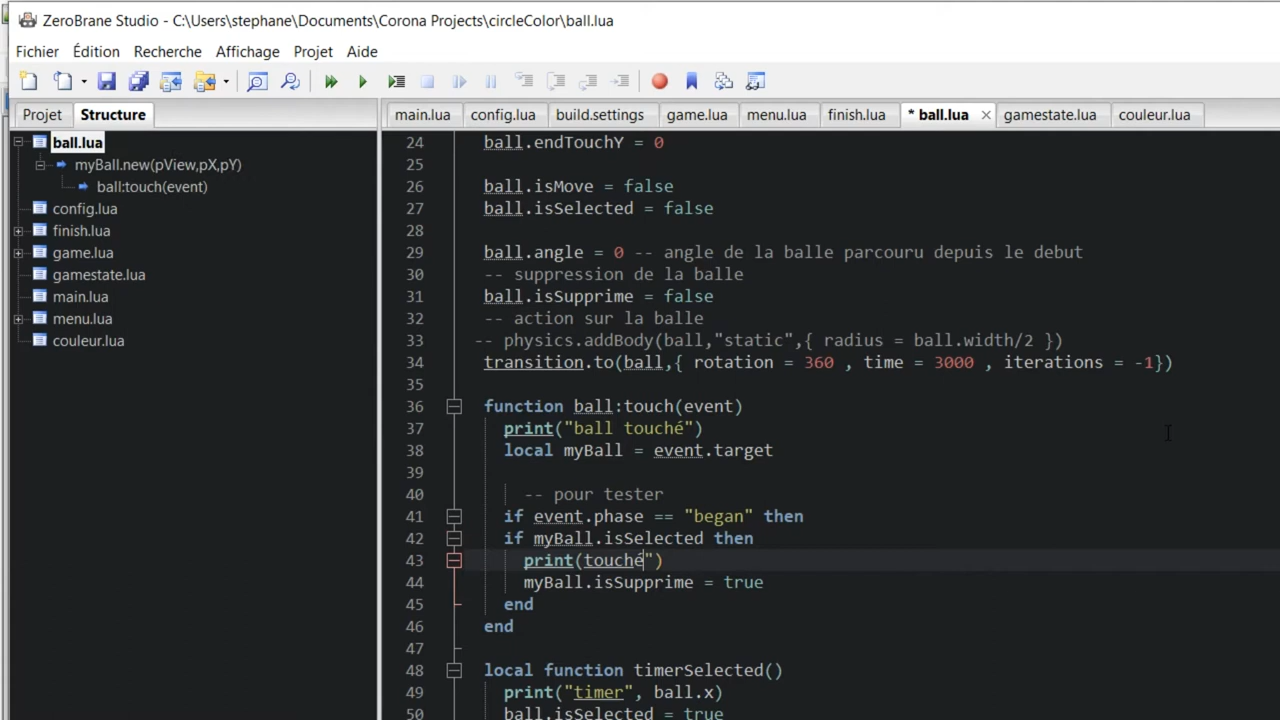 ZeroBrane Studio - C:\Users\stephane\Documents\Corona Projects\circleColor\ball.lua
Fichier Édition Recherche Affichage Projet Aide
Projet Structure
main.lua config.lua build.settings game.lua menu.lua finish.lua * ball.lua gamestate.lua couleur.lua
ball.lua
myBall.new(pView,pX,pY)
ball:touch(event)
config.lua
finish.lua
game.lua
gamestate.lua
main.lua
menu.lua
couleur.lua
24 ball.endTouchY = 0
25
26 ball.isMove = false
27 ball.isSelected = false
28
29 ball.angle = 0 -- angle de la balle parcouru depuis le debut
30 -- suppression de la balle
31 ball.isSupprime = false
32 -- action sur la balle
33 -- physics.addBody(ball,"static",{ radius = ball.width/2 })
34 transition.to(ball,{ rotation = 360 , time = 3000 , iterations = -1})
35
36 function ball:touch(event)
37 print("ball touché")
38 local myBall = event.target
39
40 -- pour tester
41 if event.phase == "began" then
42 if myBall.isSelected then
43 print(touché")
44 myBall.isSupprime = true
45 end
46 end
47
48 local function timerSelected()
49 print("timer", ball.x)
50 ball.isSelected = true